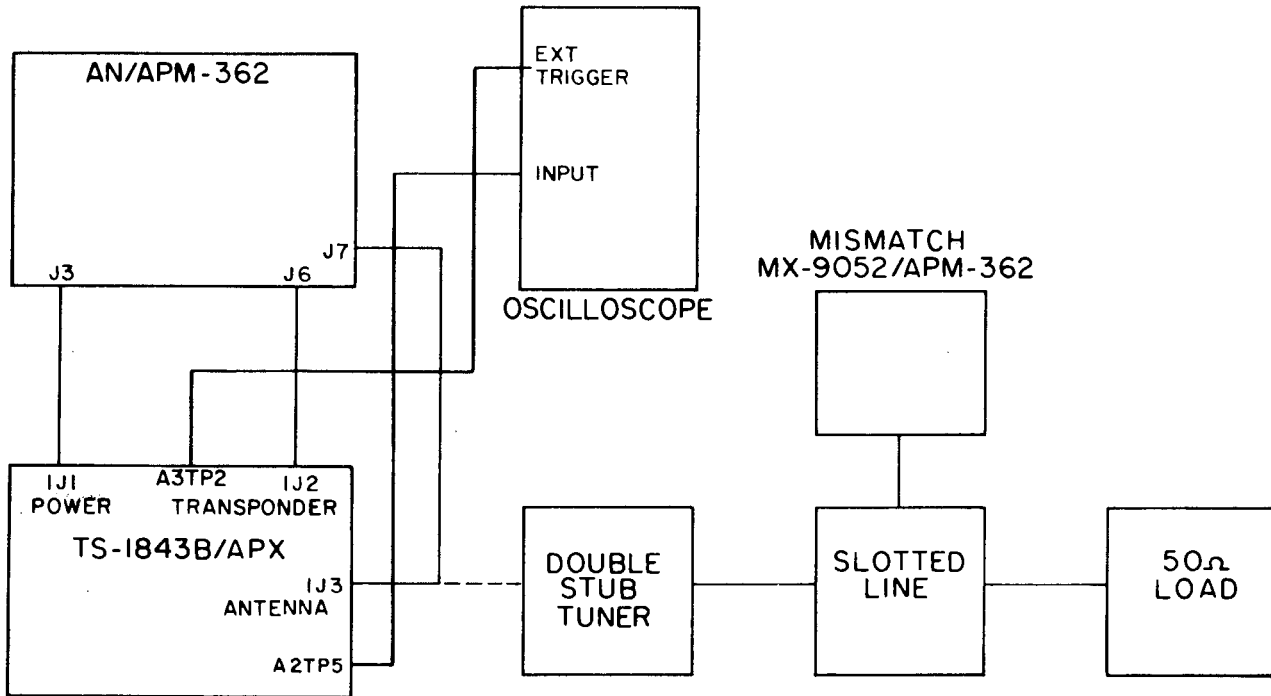 AN/APM-362
J7
J3
J6
EXT
TRIGGER
INPUT
OSCILLOSCOPE
MISMATCH
MX-9052/APM-362
1J1
POWER
A3TP2
1J2
TRANSPONDER
TS-1843B/APX
1J3
ANTENNA
A2TP5
DOUBLE
STUB
TUNER
SLOTTED
LINE
50Ω
LOAD